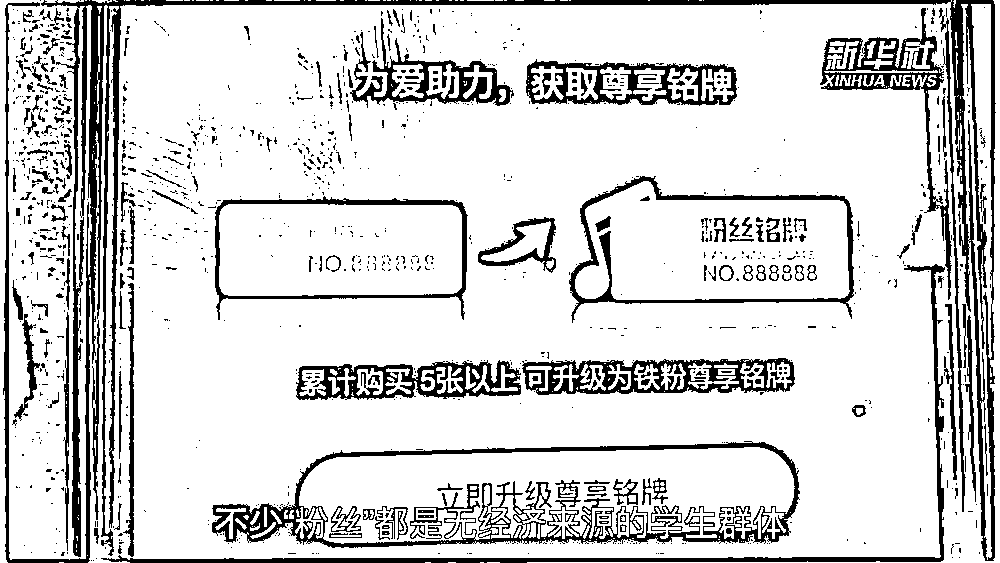 新华社
XINHUA NEWS
为爱助力，获取尊享铭牌
NO.888888
粉丝铭牌
NO.888888
累计购买 5张以上 可升级为铁粉尊享铭牌
立即升级尊享铭牌
不少“粉丝”都是无经济来源的学生群体